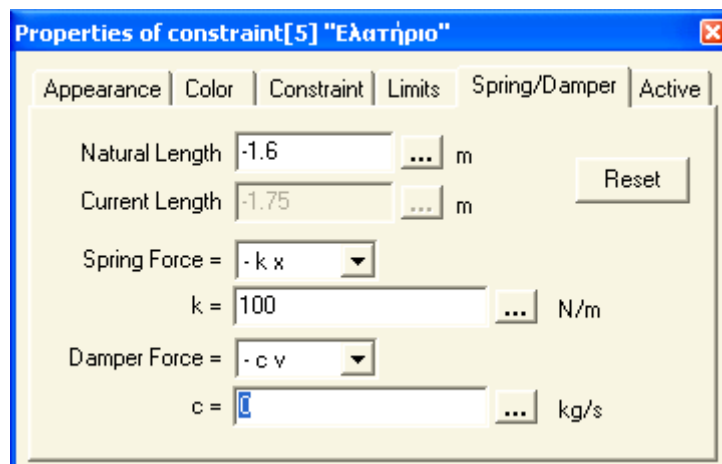 Properties of constraint[5] "Ελατήριο"
Appearance Color Constraint Limits Spring/Damper Active
Natural Length -1.6 ... m
Reset
Current Length -1.75 ... m
Spring Force = - k x
k = 100 ... N/m
Damper Force = - c v
c = 0 ... kg/s